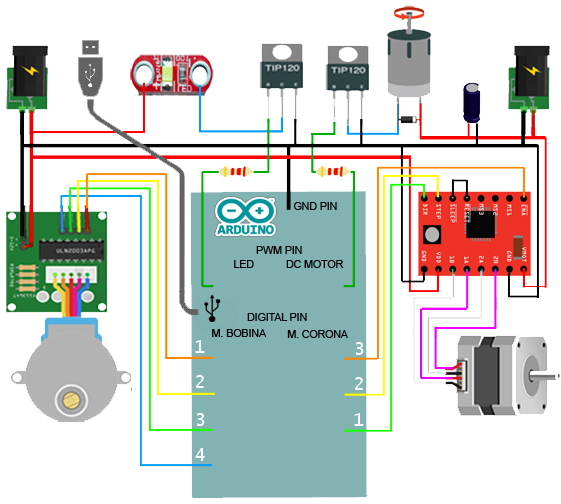 TIP120
TIP120
LED
GND PIN
ARDUINO
PWM PIN
LED
DC MOTOR
DIGITAL PIN
M. BOBINA
M. CORONA
1
2
3
4
3
2
1
ULN2003APG
DIR
STEP
SLEEP
RESET
MS3
MS2
MS1
ENA
GND
VDD
1B
1A
2A
2B
GND
VMOT